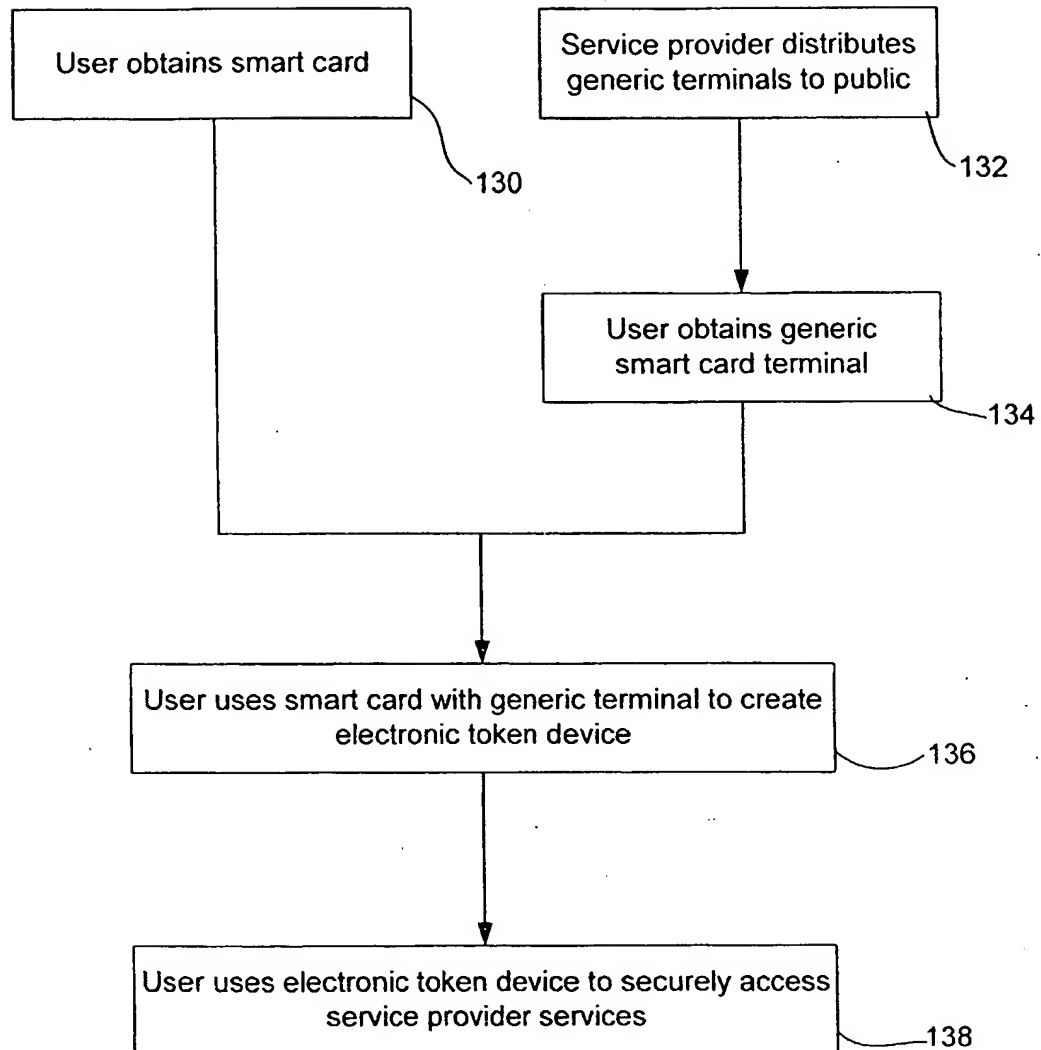 User obtains smart card
130
Service provider distributes
generic terminals to public
132
User obtains generic
smart card terminal
134
User uses smart card with generic terminal to create
electronic token device
136
User uses electronic token device to securely access
service provider services
138